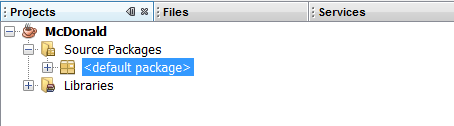 Projects Files Services
McDonald
Source Packages
<default package>
Libraries